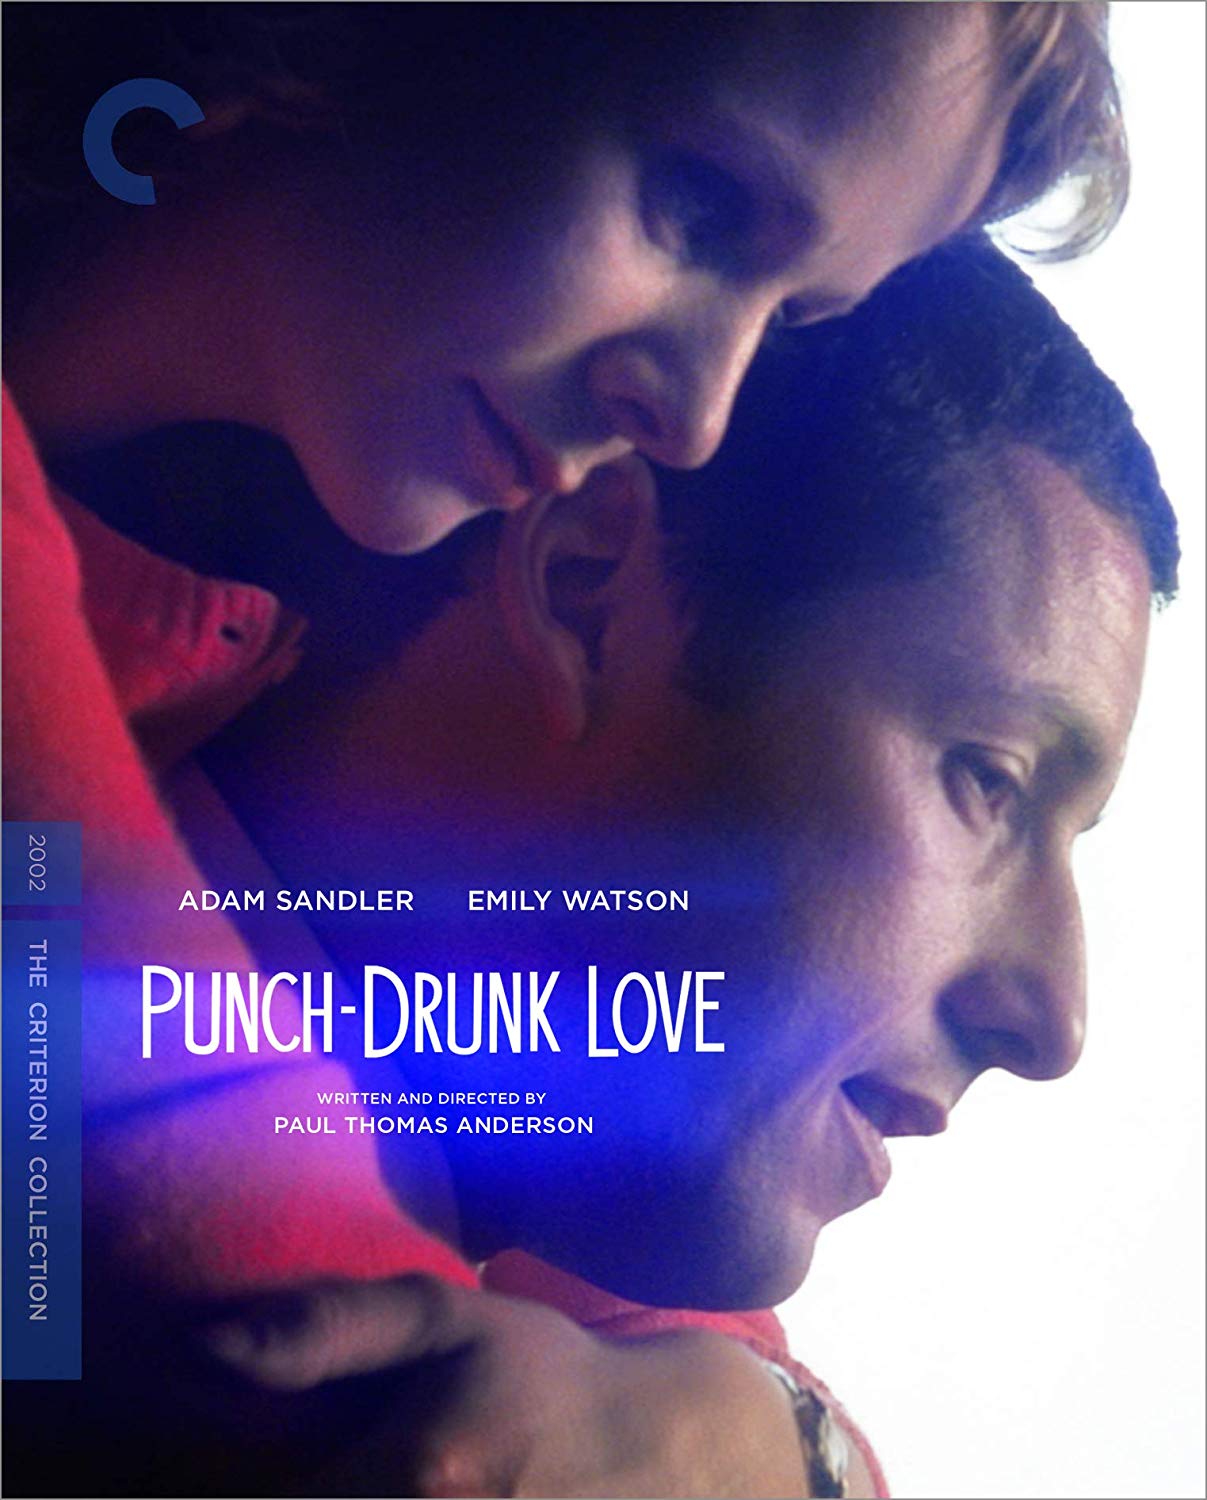 ADAM SANDLER EMILY WATSON
PUNCH-DRUNK LOVE
WRITTEN AND DIRECTED BY
PAUL THOMAS ANDERSON
2002
THE CRITERION COLLECTION